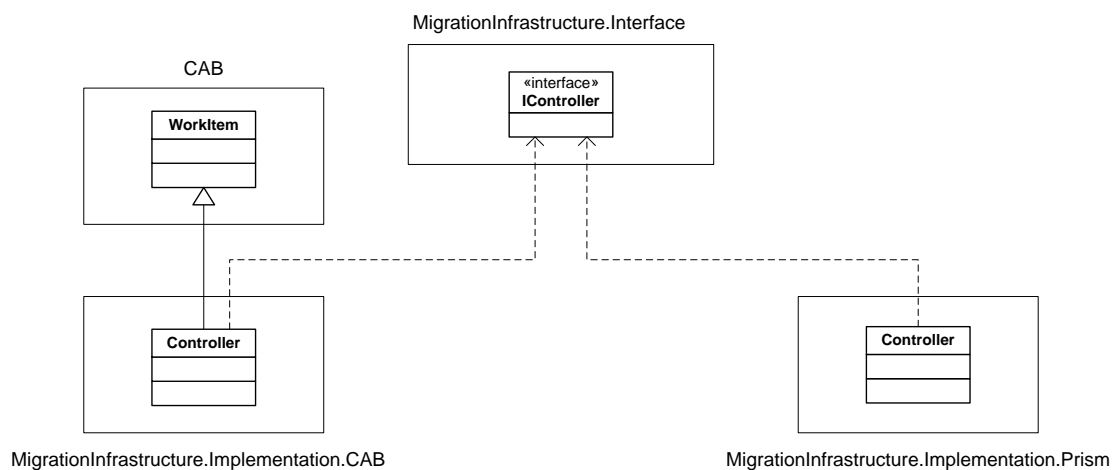 MigrationInfrastructure.Interface
CAB
«interface»
IController
WorkItem
Controller
Controller
MigrationInfrastructure.Implementation.CAB
MigrationInfrastructure.Implementation.Prism